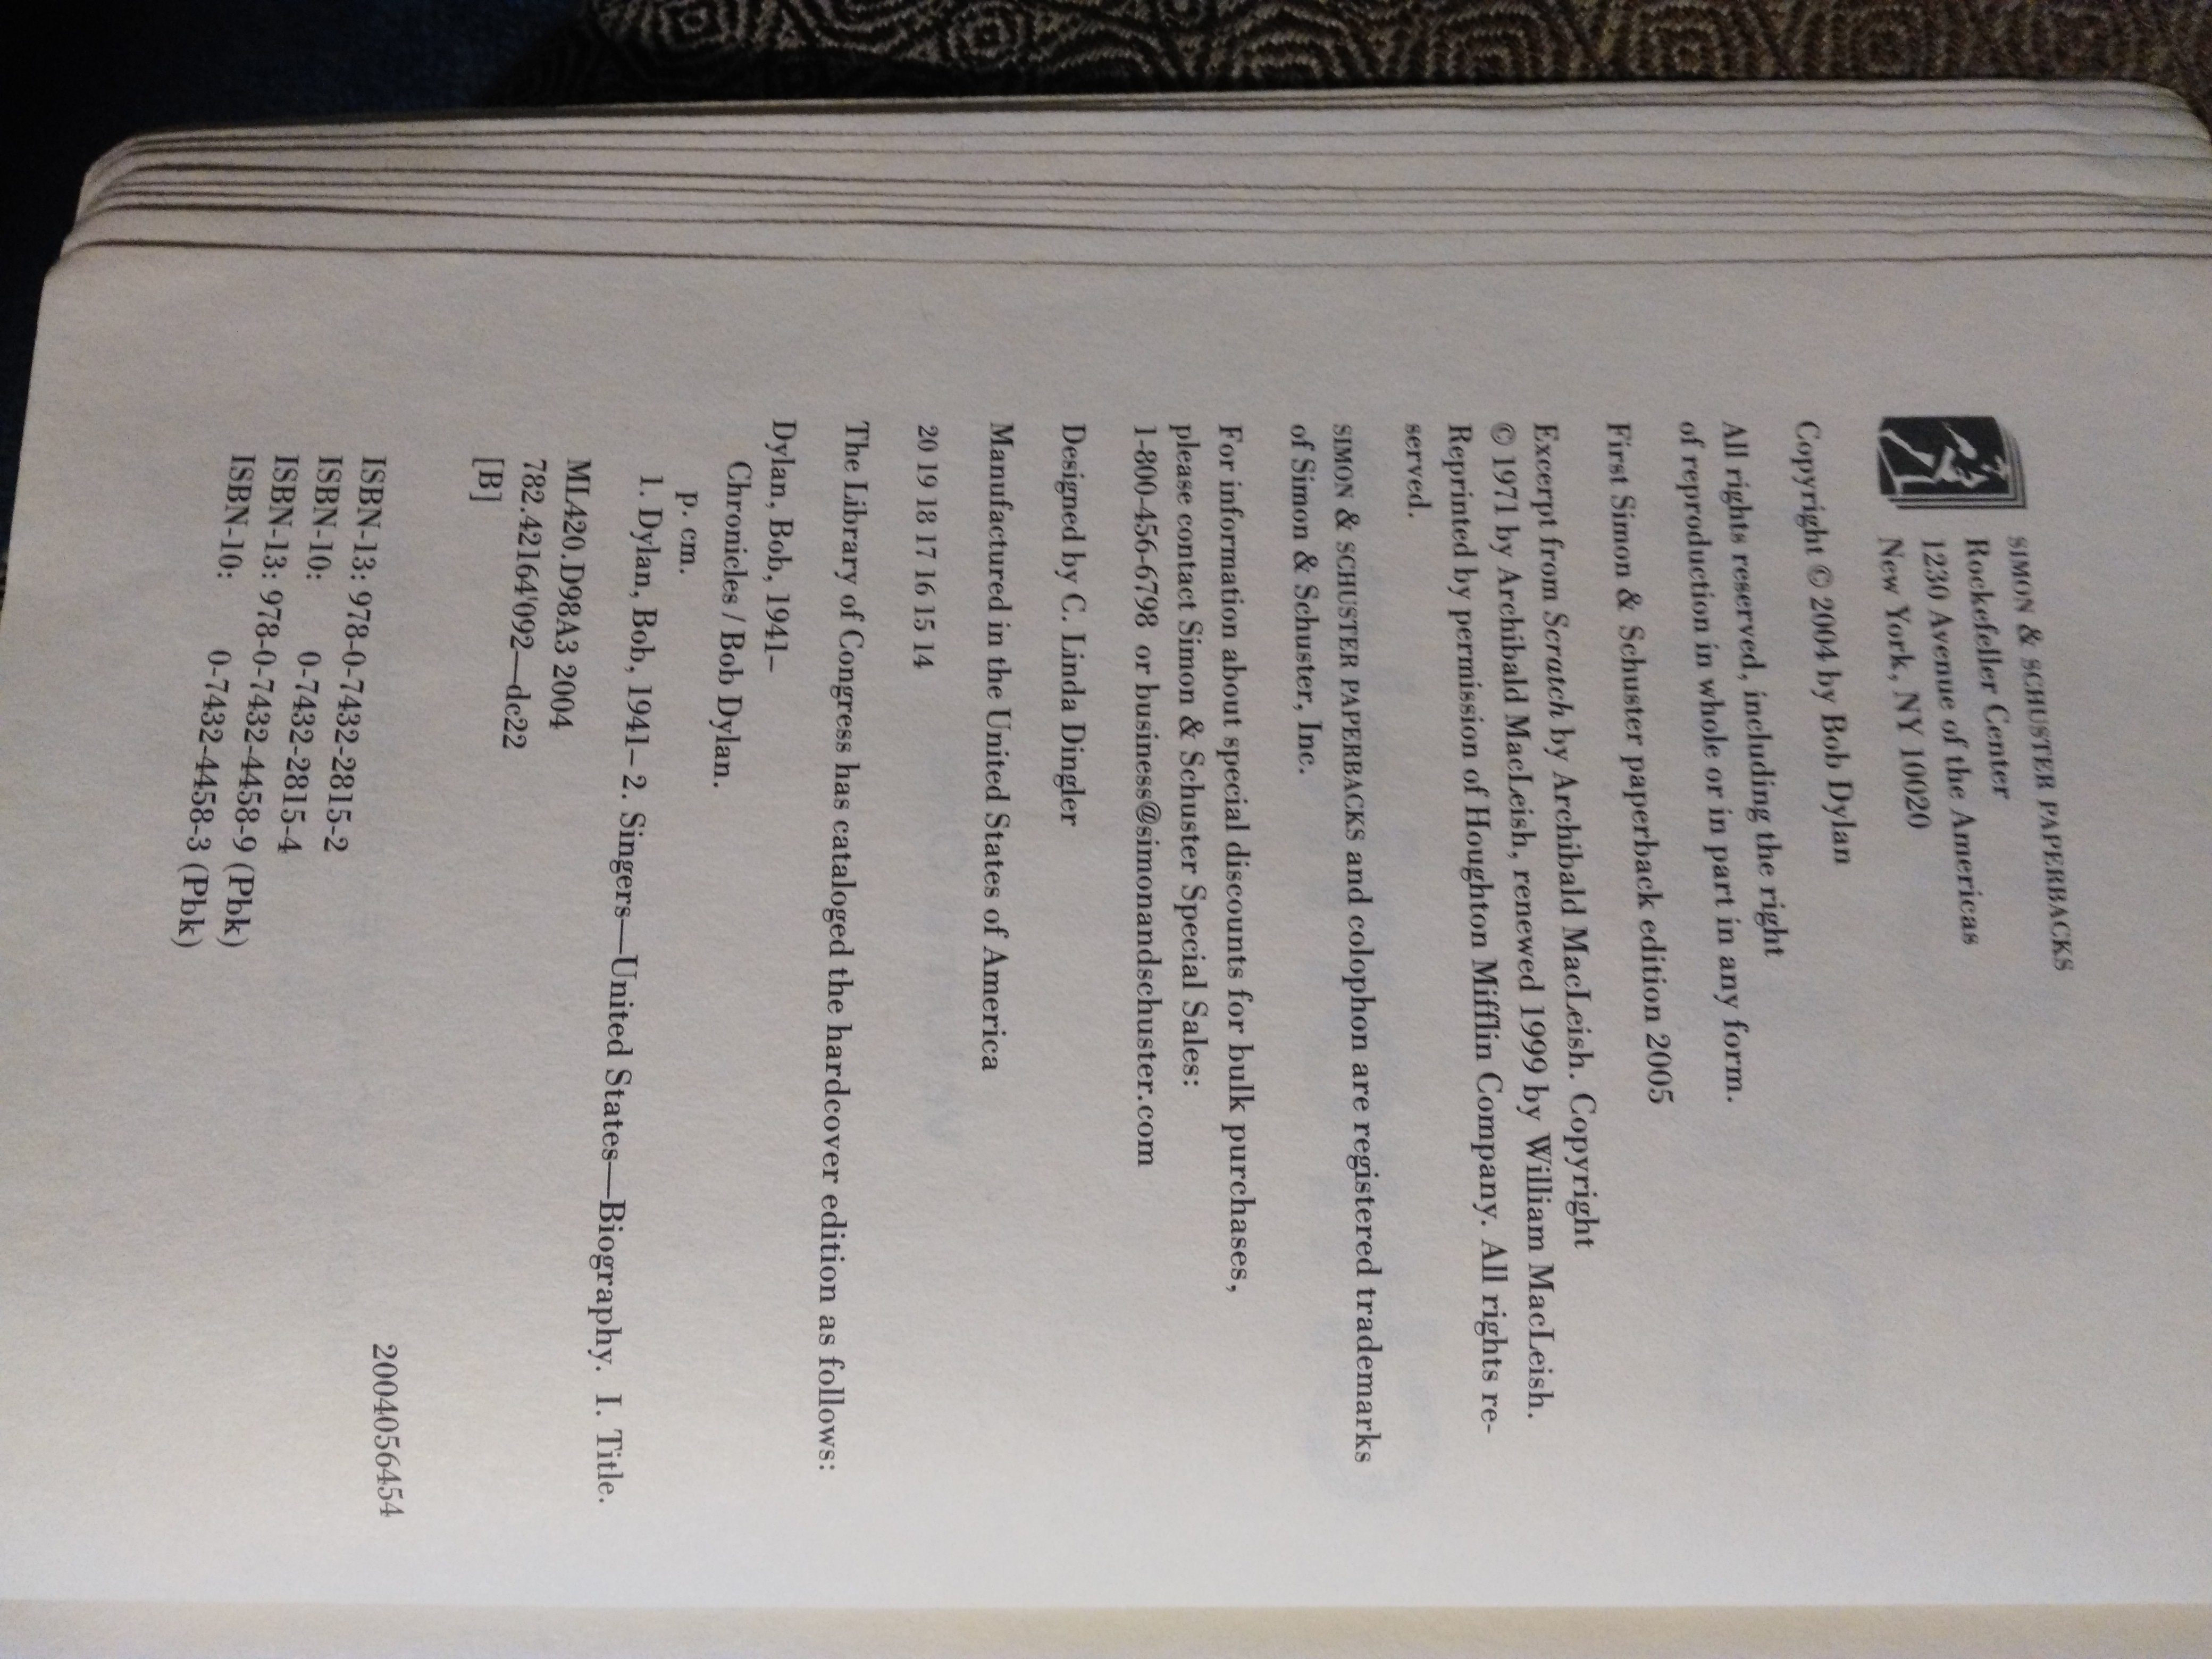 SIMON & SCHUSTER PAPERBACKS
Rockefeller Center
1230 Avenue of the Americas
New York, NY 10020
Copyright © 2004 by Bob Dylan
All rights reserved, including the right
of reproduction in whole or in part in any form.
First Simon & Schuster paperback edition 2005
Excerpt from Scratch by Archibald MacLeish. Copyright
© 1971 by Archibald MacLeish, renewed 1999 by William MacLeish.
Reprinted by permission of Houghton Mifflin Company. All rights re-
served.
SIMON & SCHUSTER PAPERBACKS and colophon are registered trademarks
of Simon & Schuster, Inc.
For information about special discounts for bulk purchases,
please contact Simon & Schuster Special Sales:
1-800-456-6798 or business@simonandschuster.com
Designed by C. Linda Dingler
Manufactured in the United States of America
20 19 18 17 16 15 14
The Library of Congress has cataloged the hardcover edition as follows:
Dylan, Bob, 1941–
Chronicles / Bob Dylan.
p. cm.
1. Dylan, Bob, 1941– 2. Singers—United States—Biography. I. Title.
ML420.D98A3 2004
782.42164'092—dc22
[B]
2004056454
ISBN-13: 978-0-7432-2815-2
ISBN-10: 0-7432-2815-4
ISBN-13: 978-0-7432-4458-9 (Pbk)
ISBN-10: 0-7432-4458-3 (Pbk)